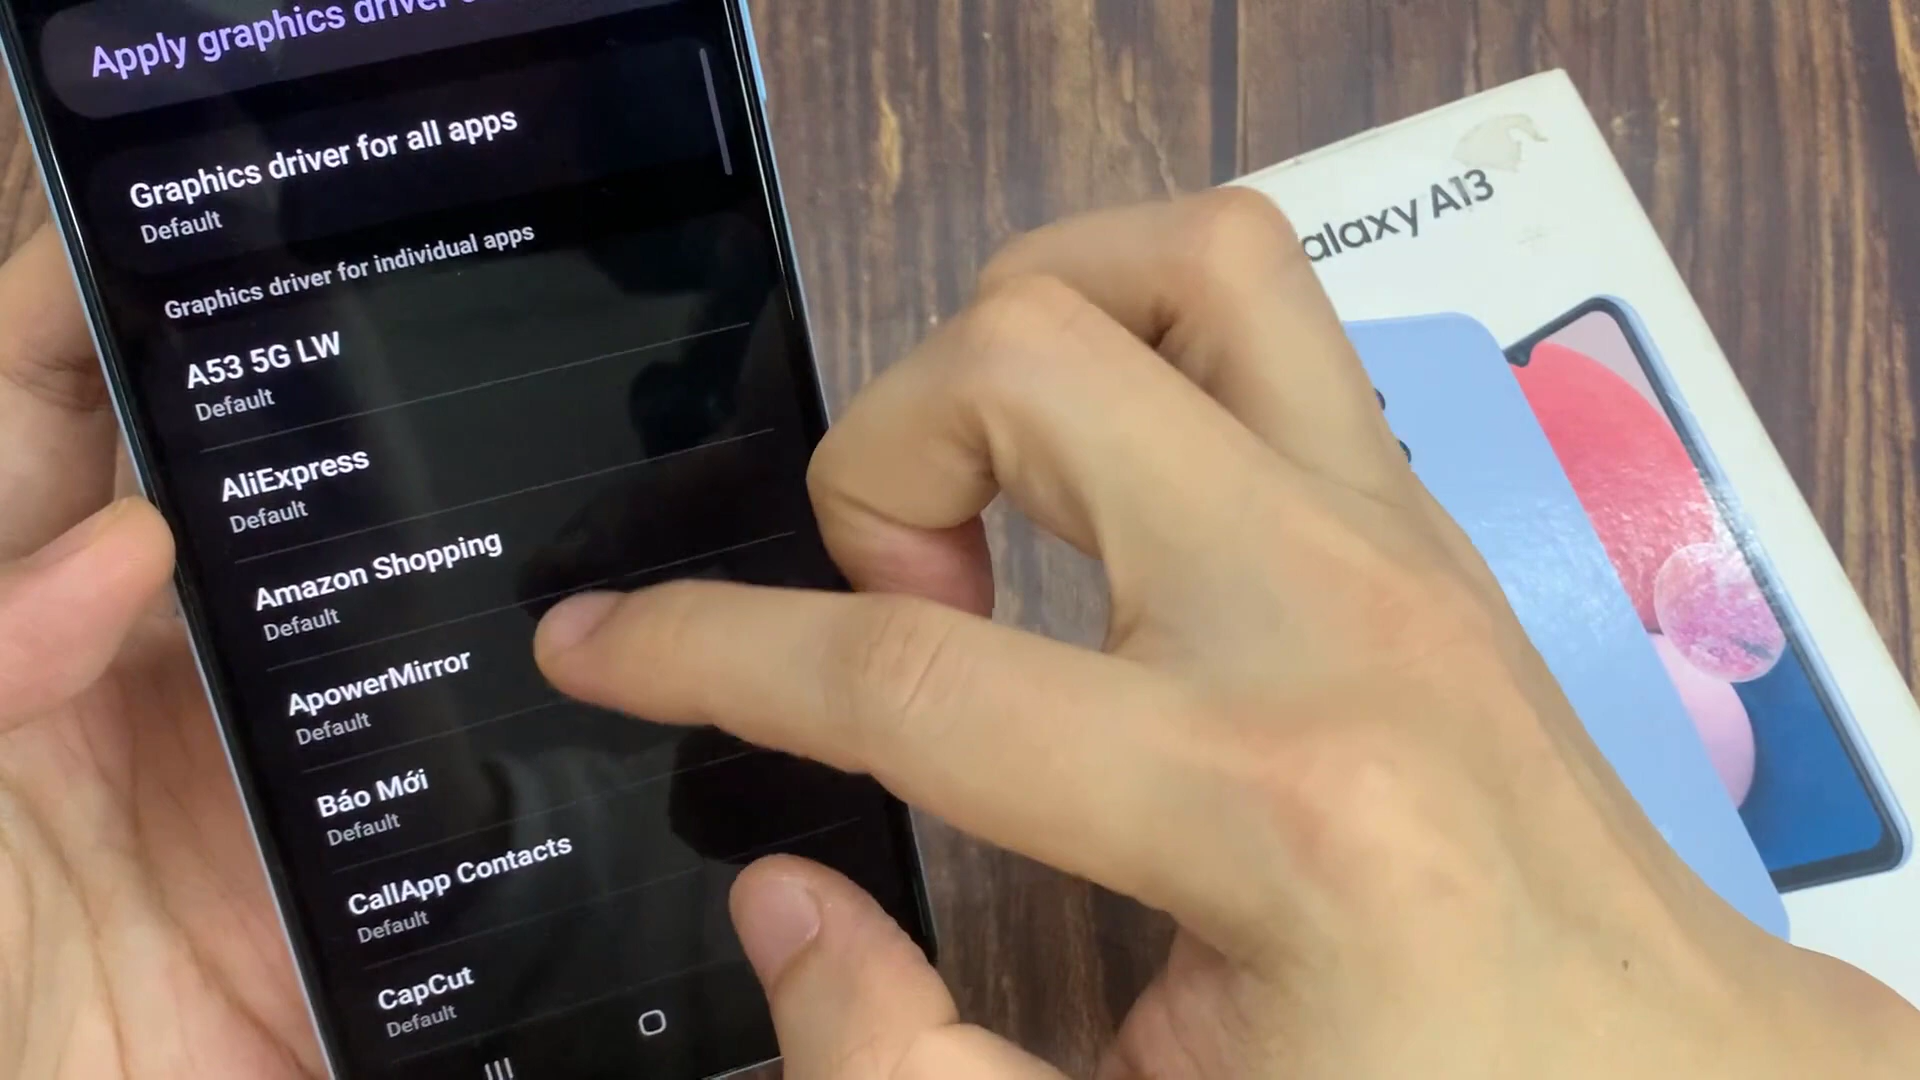 Apply graphics driver
Graphics driver for all apps
Default
Graphics driver for individual apps
A53 5G LW
Default
AliExpress
Default
Amazon Shopping
Default
ApowerMirror
Default
Báo Mới
Default
CallApp Contacts
Default
CapCut
Default
alaxy A13